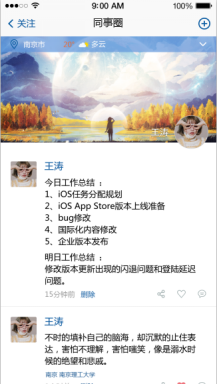 9:00 AM
100%
关注
同事圈
南京市
多云
王涛
王涛
今日工作总结 ：
1、iOS任务分配规划
2、iOS App Store版本上线准备
3、bug修改
4、国际化内容修改
5、企业版本发布
明日工作总结 ：
修改版本更新出现的闪退问题和登陆延迟
问题。
15分钟前 删除
王涛
不时的填补自己的脑海，却沉默的止住表
达，害怕不理解，害怕嗤笑，像是溺水时
候的绝望和悲戚。
南京 南京理工大学